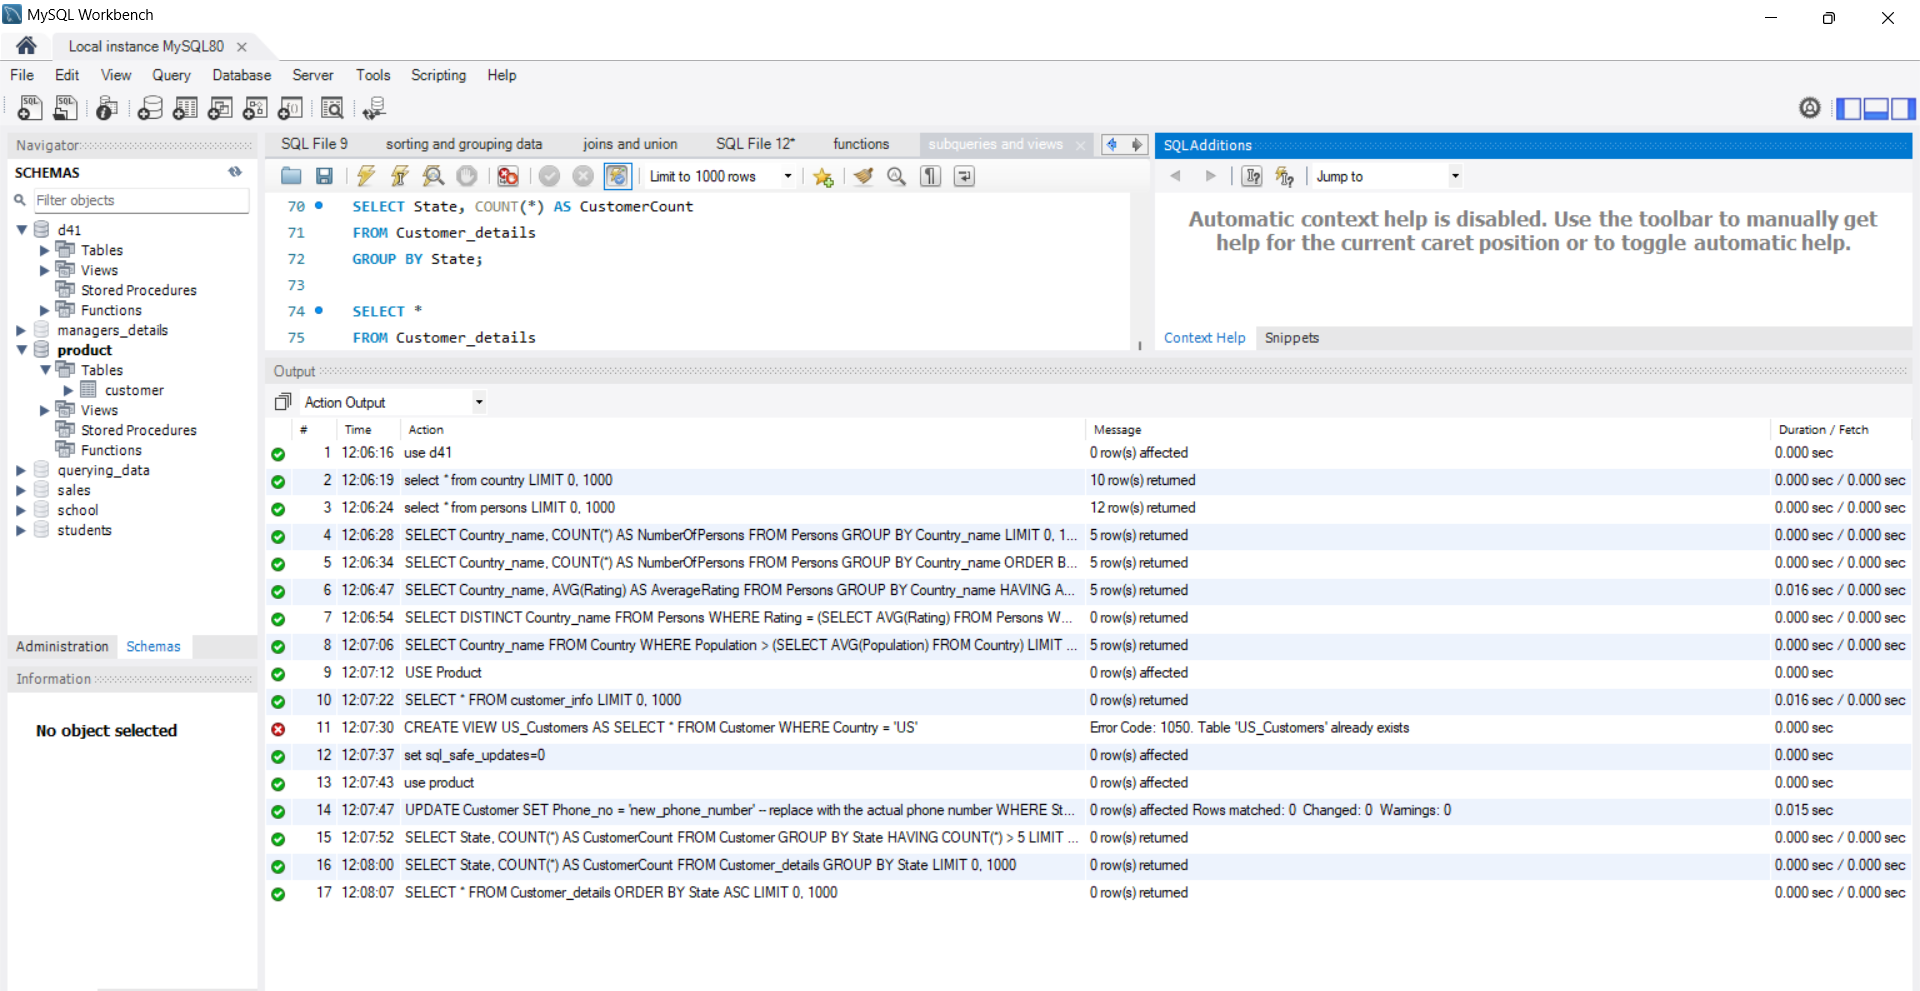 MySQL Workbench
Local instance MySQL80
File Edit View Query Database Server Tools Scripting Help
Navigator
SCHEMAS
Filter objects
d41
Tables
Views
Stored Procedures
Functions
managers_details
product
Tables
customer
Views
Stored Procedures
Functions
querying_data
sales
school
students
Administration Schemas
Information
No object selected
SQL File 9 sorting and grouping data joins and union SQL File 12* functions subqueries and views
Limit to 1000 rows
70 SELECT State, COUNT(*) AS CustomerCount
71 FROM Customer_details
72 GROUP BY State;
73
74 SELECT *
75 FROM Customer_details
SQLAdditions
Jump to
Automatic context help is disabled. Use the toolbar to manually get
help for the current caret position or to toggle automatic help.
Context Help Snippets
Output
Action Output
# Time Action Message Duration / Fetch
1 12:06:16 use d41 0 row(s) affected 0.000 sec
2 12:06:19 select * from country LIMIT 0, 1000 10 row(s) returned 0.000 sec / 0.000 sec
3 12:06:24 select * from persons LIMIT 0, 1000 12 row(s) returned 0.000 sec / 0.000 sec
4 12:06:28 SELECT Country_name, COUNT(*) AS NumberOfPersons FROM Persons GROUP BY Country_name LIMIT 0, 1... 5 row(s) returned 0.000 sec / 0.000 sec
5 12:06:34 SELECT Country_name, COUNT(*) AS NumberOfPersons FROM Persons GROUP BY Country_name ORDER B... 5 row(s) returned 0.000 sec / 0.000 sec
6 12:06:47 SELECT Country_name, AVG(Rating) AS AverageRating FROM Persons GROUP BY Country_name HAVING A... 5 row(s) returned 0.016 sec / 0.000 sec
7 12:06:54 SELECT DISTINCT Country_name FROM Persons WHERE Rating = (SELECT AVG(Rating) FROM Persons W... 0 row(s) returned 0.000 sec / 0.000 sec
8 12:07:06 SELECT Country_name FROM Country WHERE Population > (SELECT AVG(Population) FROM Country) LIMIT ... 5 row(s) returned 0.000 sec / 0.000 sec
9 12:07:12 USE Product 0 row(s) affected 0.000 sec
10 12:07:22 SELECT * FROM customer_info LIMIT 0, 1000 0 row(s) returned 0.016 sec / 0.000 sec
11 12:07:30 CREATE VIEW US_Customers AS SELECT * FROM Customer WHERE Country = 'US' Error Code: 1050. Table 'US_Customers' already exists 0.000 sec
12 12:07:37 set sql_safe_updates=0 0 row(s) affected 0.000 sec
13 12:07:43 use product 0 row(s) affected 0.000 sec
14 12:07:47 UPDATE Customer SET Phone_no = 'new_phone_number' -- replace with the actual phone number WHERE St... 0 row(s) affected Rows matched: 0 Changed: 0 Warnings: 0 0.015 sec
15 12:07:52 SELECT State, COUNT(*) AS CustomerCount FROM Customer GROUP BY State HAVING COUNT(*) > 5 LIMIT ... 0 row(s) returned 0.000 sec / 0.000 sec
16 12:08:00 SELECT State, COUNT(*) AS CustomerCount FROM Customer_details GROUP BY State LIMIT 0, 1000 0 row(s) returned 0.000 sec / 0.000 sec
17 12:08:07 SELECT * FROM Customer_details ORDER BY State ASC LIMIT 0, 1000 0 row(s) returned 0.000 sec / 0.000 sec